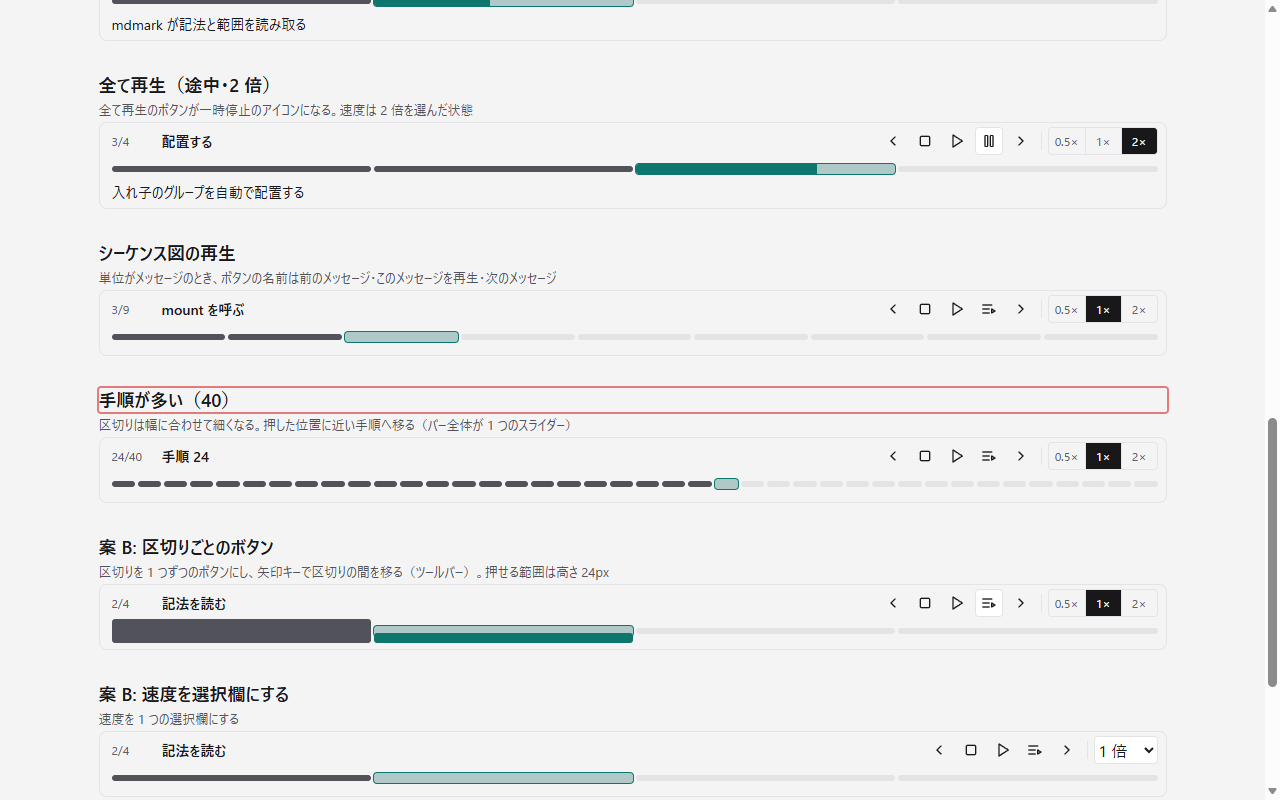 mdmark が記法と範囲を読み取る
全て再生（途中・2 倍）
全て再生のボタンが一時停止のアイコンになる。速度は 2 倍を選んだ状態
3/4 配置する 0.5× 1× 2×
入れ子のグループを自動で配置する
シーケンス図の再生
単位がメッセージのとき、ボタンの名前は前のメッセージ・このメッセージを再生・次のメッセージ
3/9 mount を呼ぶ 0.5× 1× 2×
手順が多い（40）
区切りは幅に合わせて細くなる。押した位置に近い手順へ移る（バー全体が 1 つのスライダー）
24/40 手順 24 0.5× 1× 2×
案 B: 区切りごとのボタン
区切りを 1 つずつのボタンにし、矢印キーで区切りの間を移る（ツールバー）。押せる範囲は高さ 24px
2/4 記法を読む 0.5× 1× 2×
案 B: 速度を選択欄にする
速度を 1 つの選択欄にする
2/4 記法を読む 1 倍